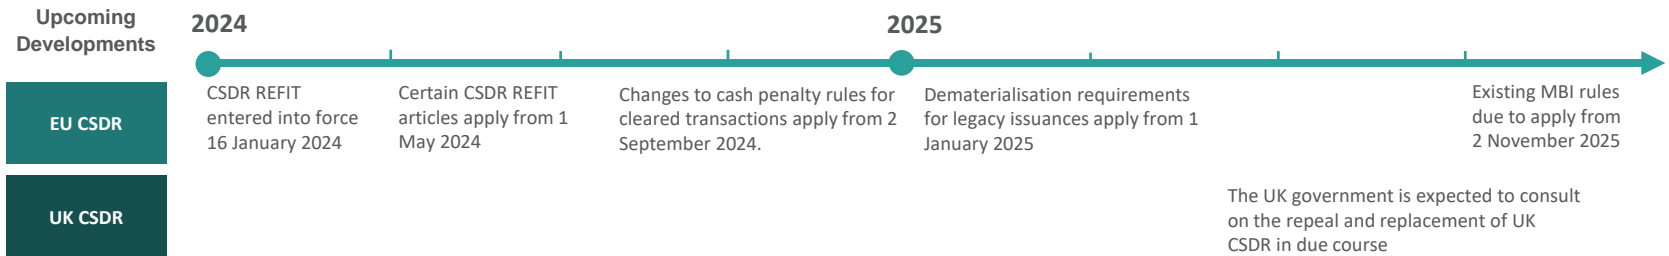 Upcoming
Developments
2024
2025
EU CSDR
CSDR REFIT
entered into force
16 January 2024
Certain CSDR REFIT
articles apply from 1
May 2024
Changes to cash penalty rules for
cleared transactions apply from 2
September 2024.
Dematerialisation requirements
for legacy issuances apply from 1
January 2025
Existing MBI rules
due to apply from
2 November 2025
UK CSDR
The UK government is expected to consult
on the repeal and replacement of UK
CSDR in due course